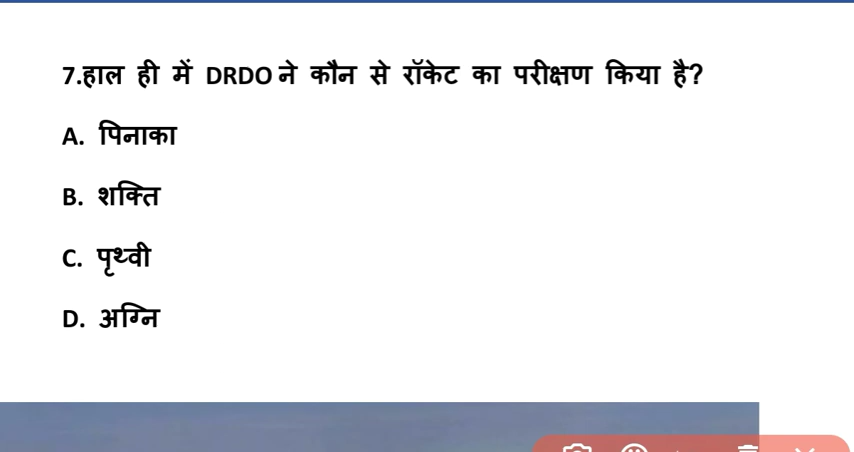 7.हाल ही में DRDO ने कौन से रॉकेट का परीक्षण किया है?
A. पिनाका
B. शक्ति
C. पृथ्वी
D. अग्नि